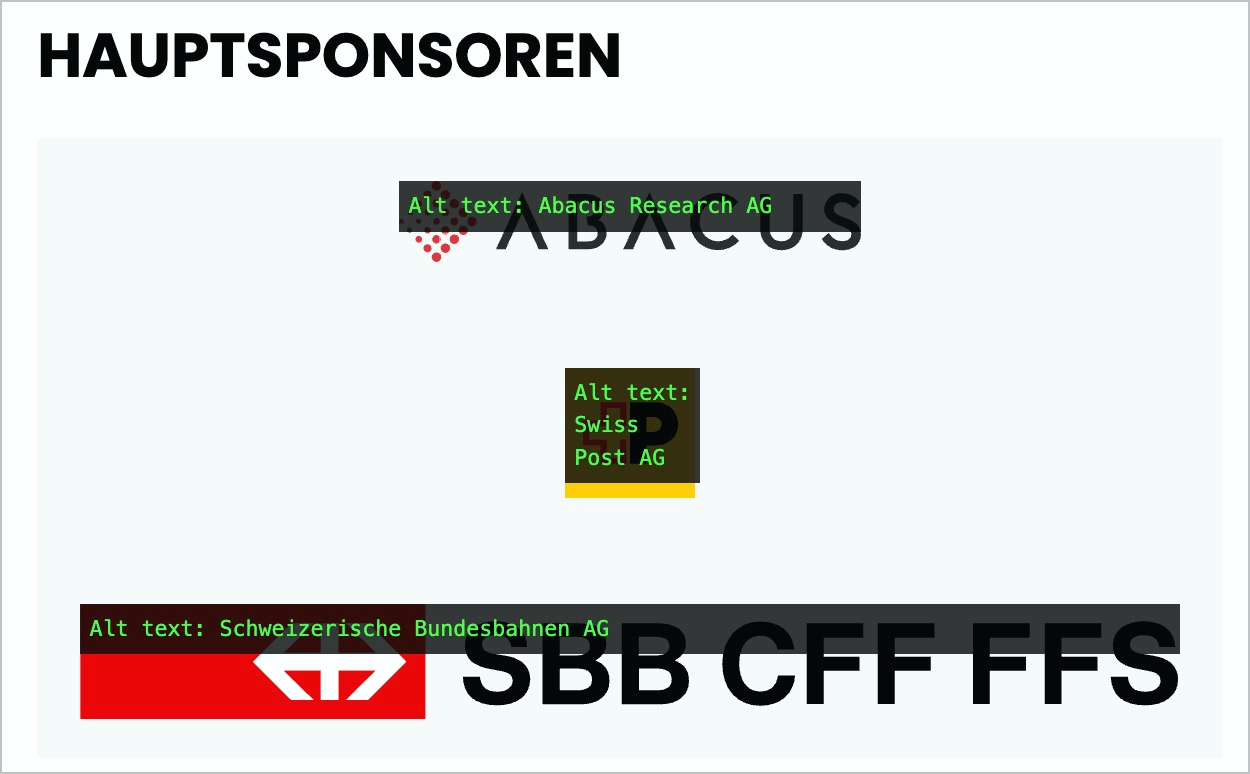 HAUPTSPONSOREN
Alt text: Abacus Research AG
ABACUS
Alt text:
Swiss
Post AG
P
Alt text: Schweizerische Bundesbahnen AG
SBB CFF FFS